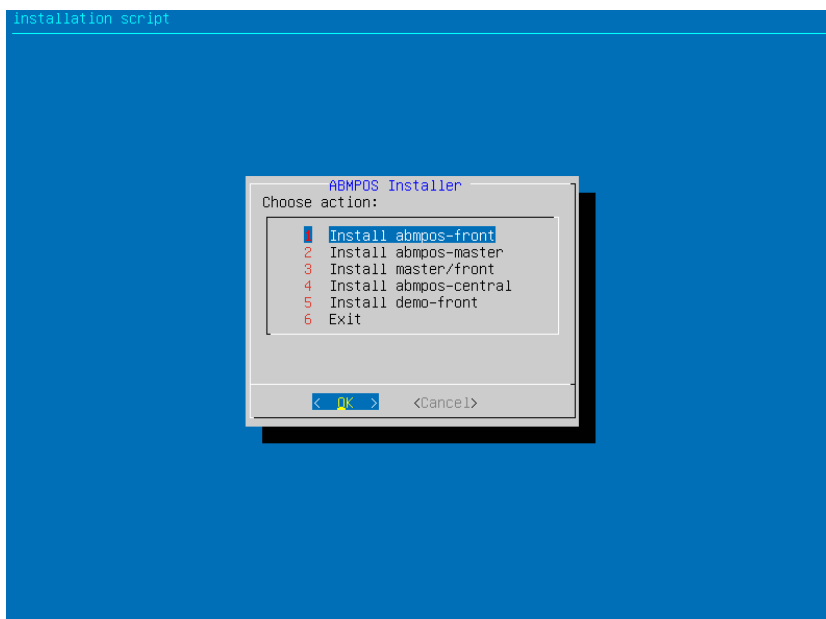 installation script
ABMPOS Installer
Choose action:
1 Install abmpos-front
2 Install abmpos-master
3 Install master/front
4 Install abmpos-central
5 Install demo-front
6 Exit
< OK > <Cancel>